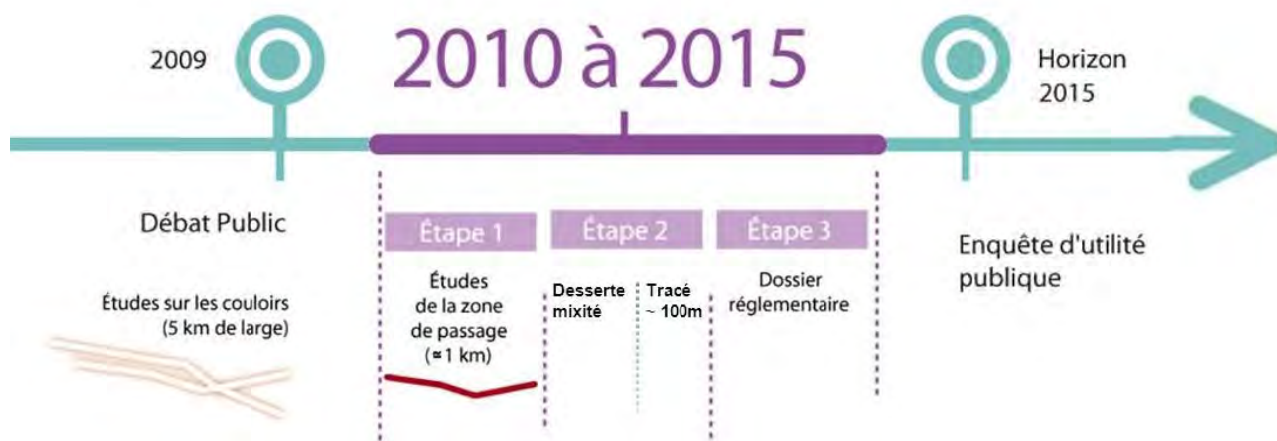 2009
2010 à 2015
Horizon
2015
Débat Public
Études sur les couloirs
(5 km de large)
Étape 1
Études
de la zone
de passage
(≈1 km)
Étape 2
Desserte
mixité
Tracé
~ 100m
Étape 3
Dossier
réglementaire
Enquête d'utilité
publique